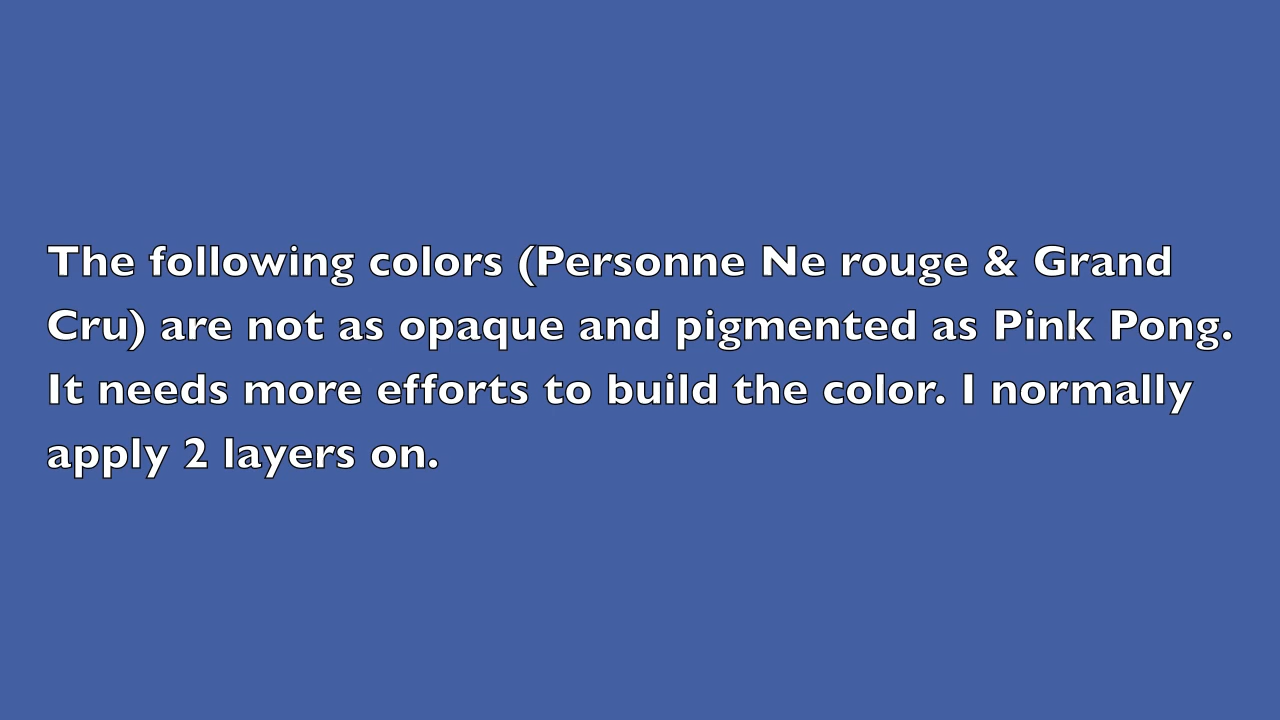 The following colors (Personne Ne rouge & Grand
Cru) are not as opaque and pigmented as Pink Pong.
It needs more efforts to build the color. I normally
apply 2 layers on.